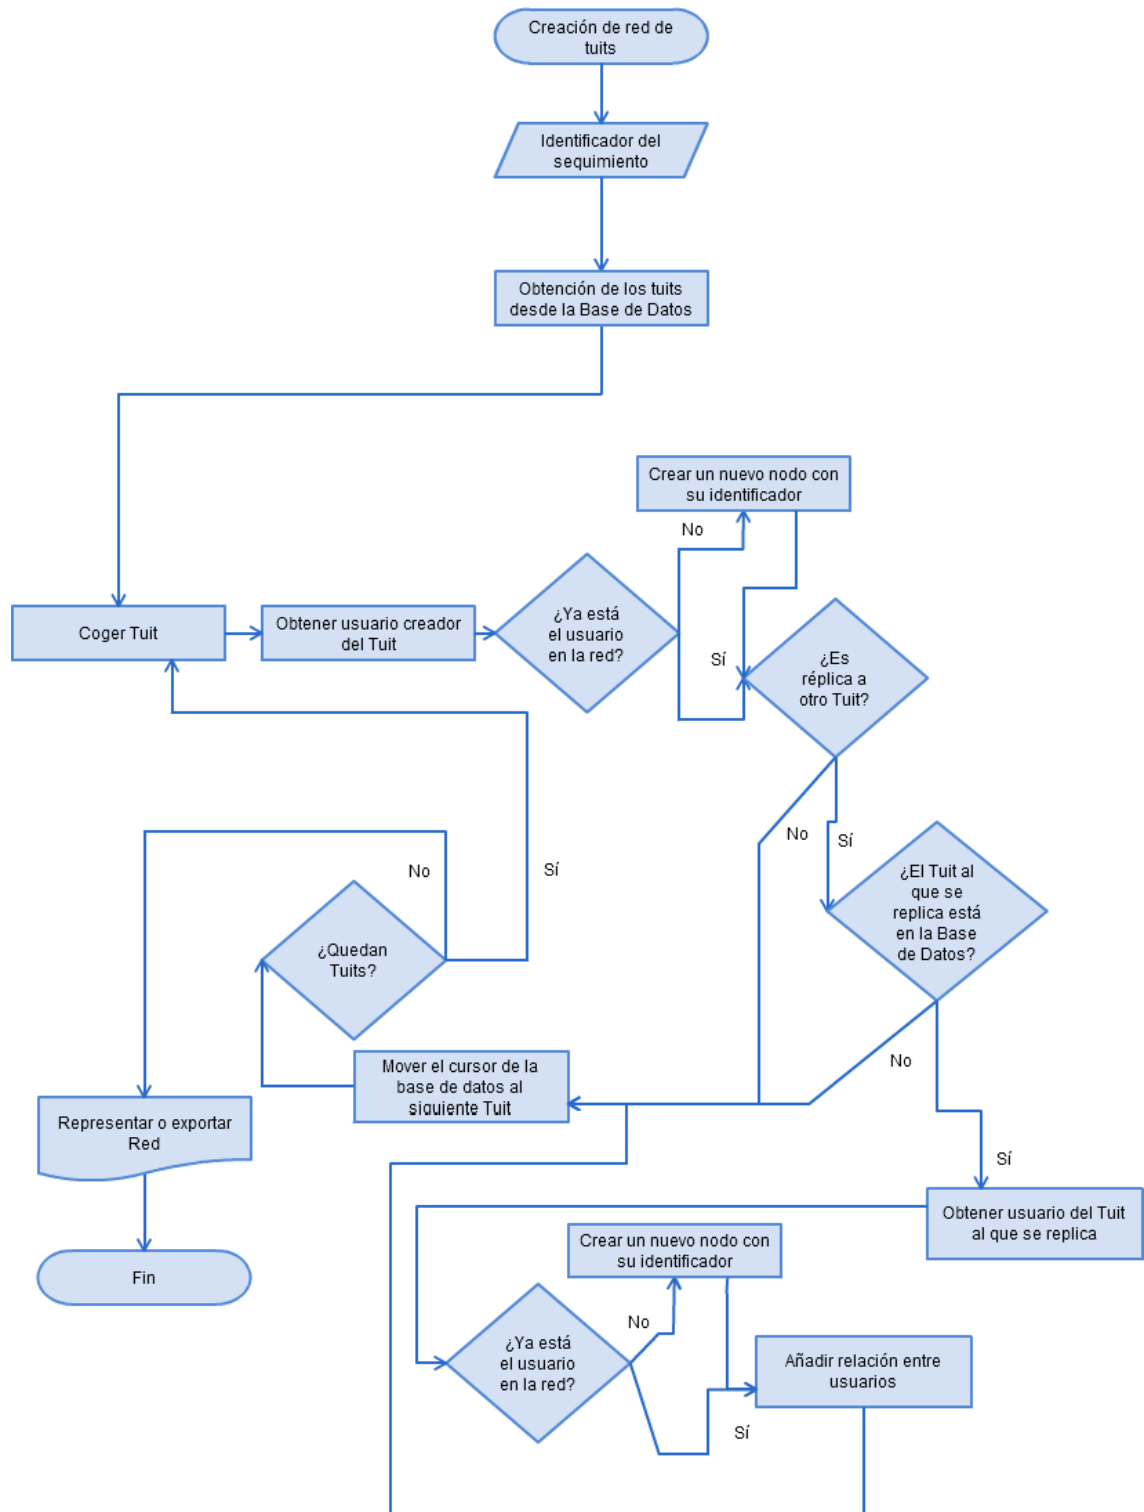 Creación de red de
tuits
Identificador del
sequimiento
Obtención de los tuits
desde la Base de Datos
Crear un nuevo nodo con
su identificador
No
¿Ya está
el usuario
en la red?
Coger Tuit
Obtener usuario creador
del Tuit
Sí
¿Es
réplica a
otro Tuit?
No
Sí
¿El Tuit al
que se
replica está
en la Base
de Datos?
No
Sí
¿Quedan
Tuits?
Mover el cursor de la
base de datos al
siquiente Tuit
No
Representar o exportar
Red
Sí
Obtener usuario del Tuit
al que se replica
Crear un nuevo nodo con
su identificador
Fin
No
¿Ya está
el usuario
en la red?
Añadir relación entre
usuarios
Sí